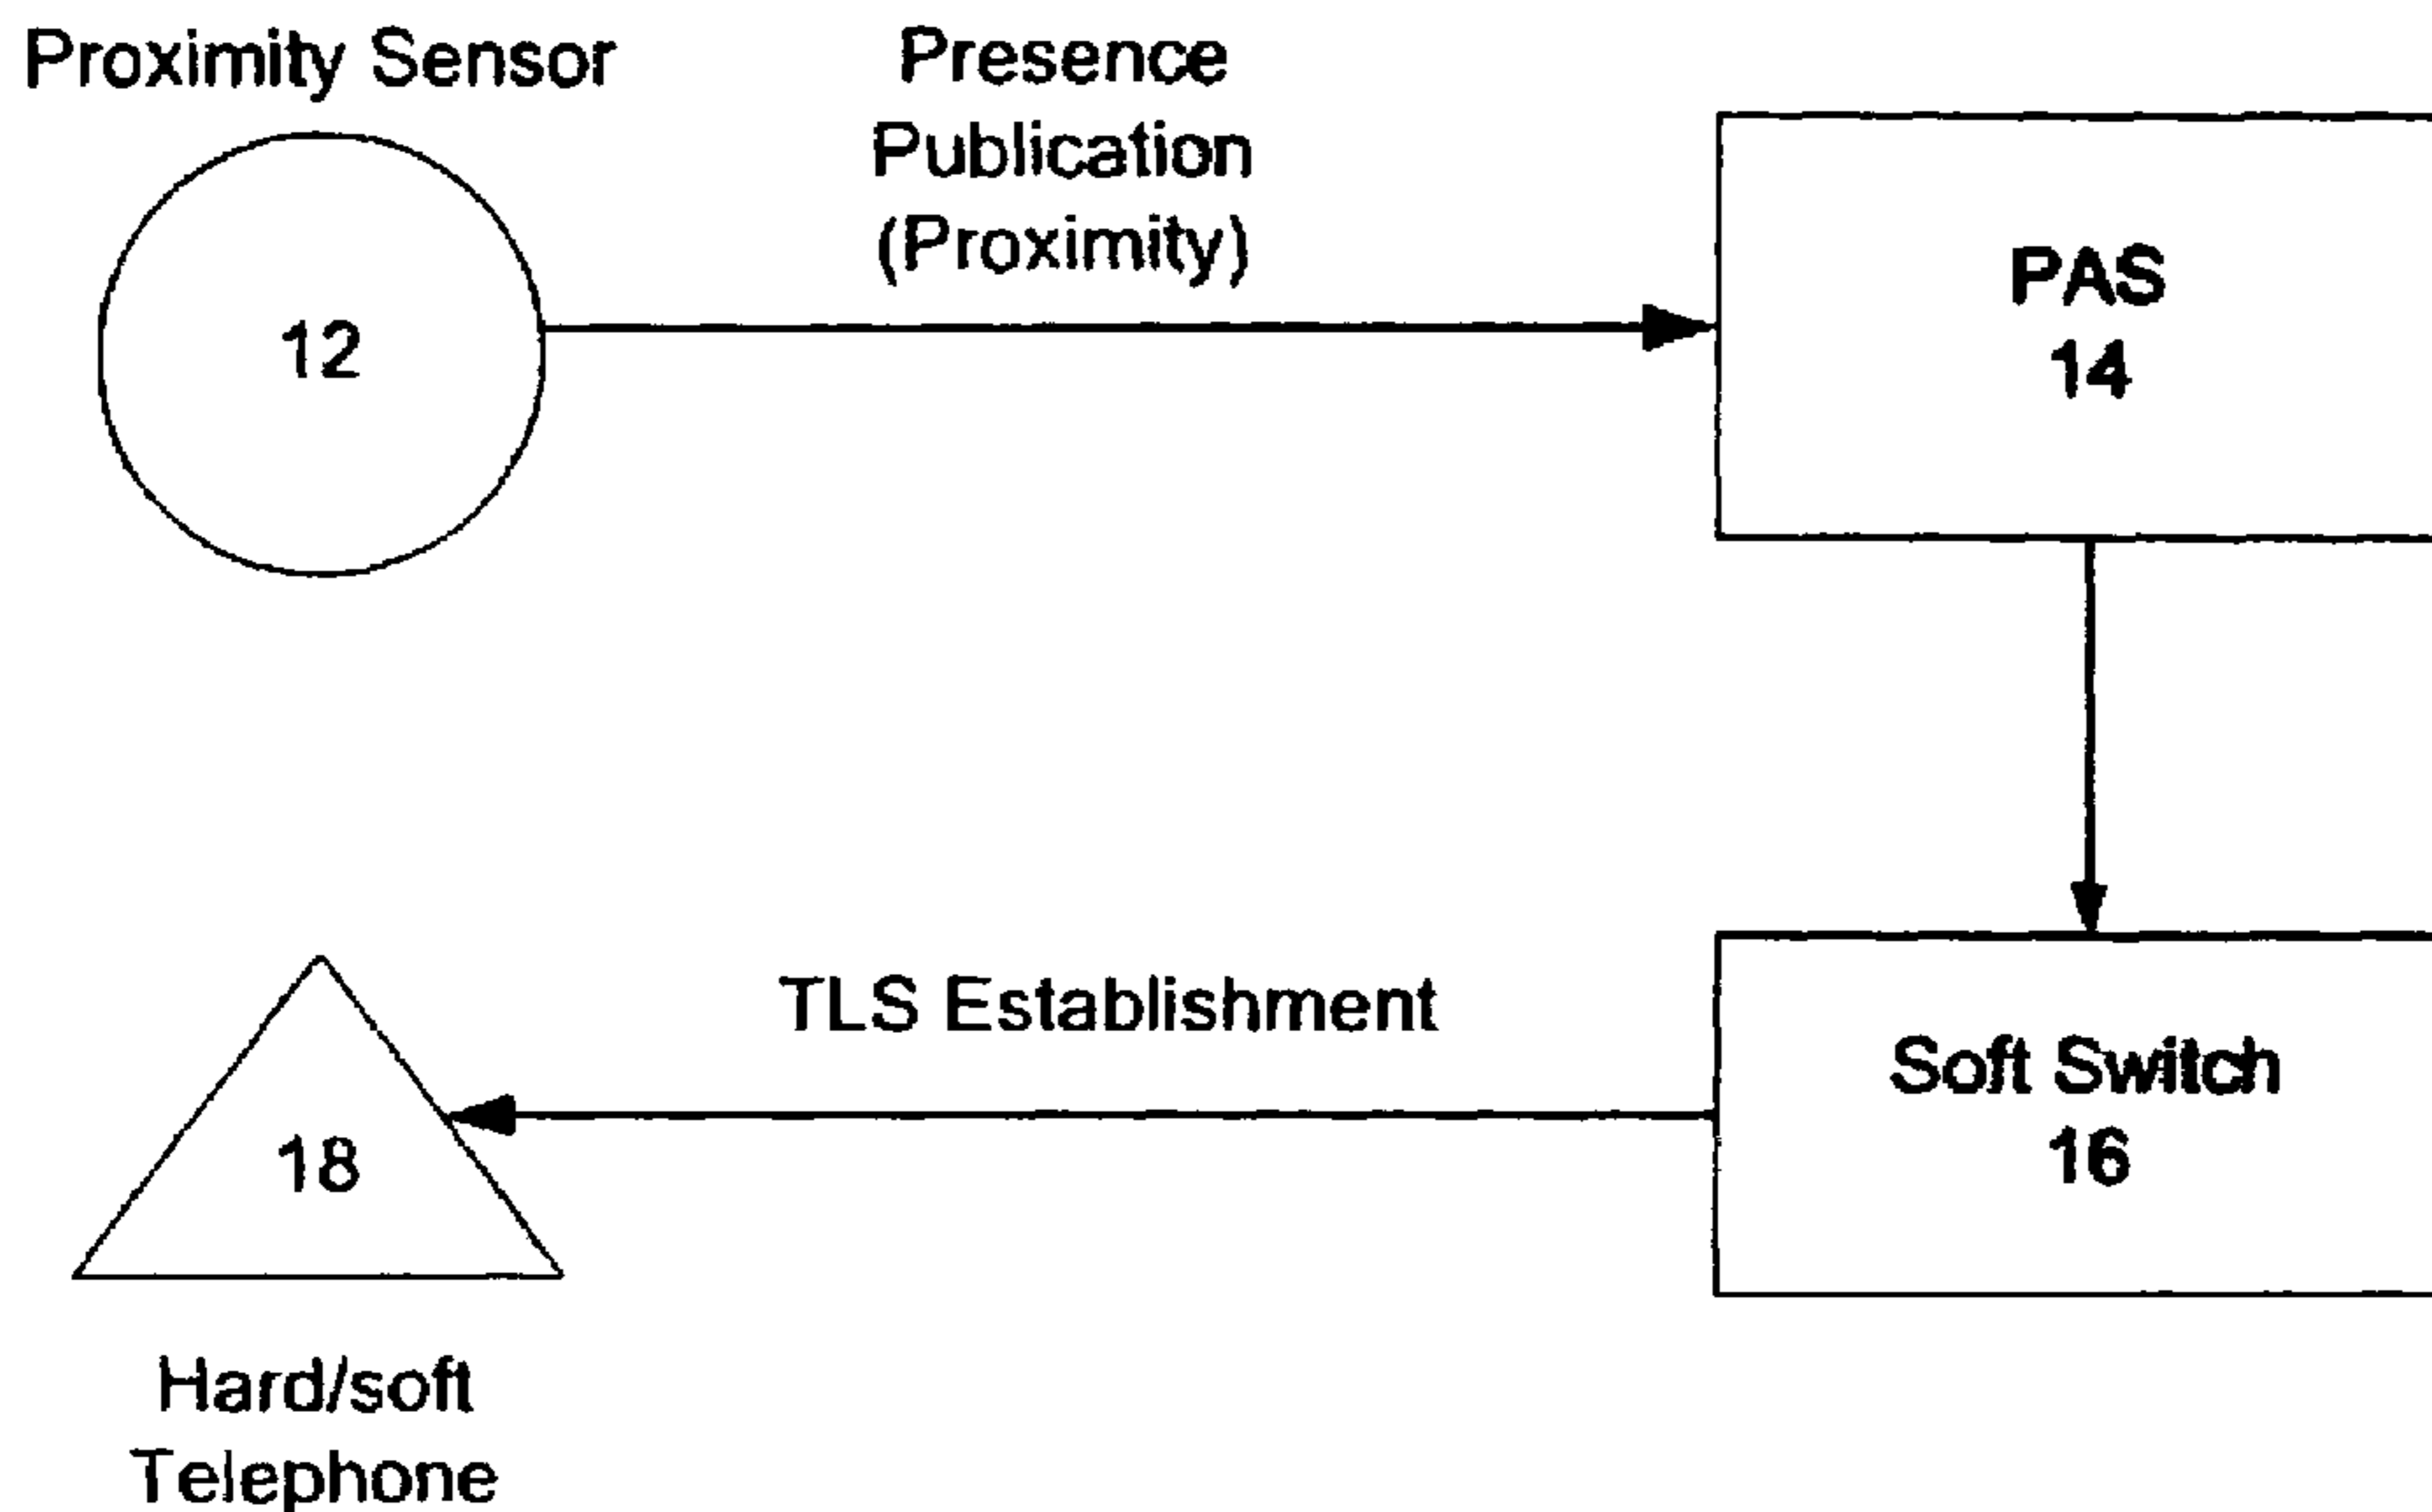 Proximity Sensor
12
Presence
Publication
(Proximity)
PAS
14
TLS Establishment
Soft Switch
16
18
Hard/soft
Telephone